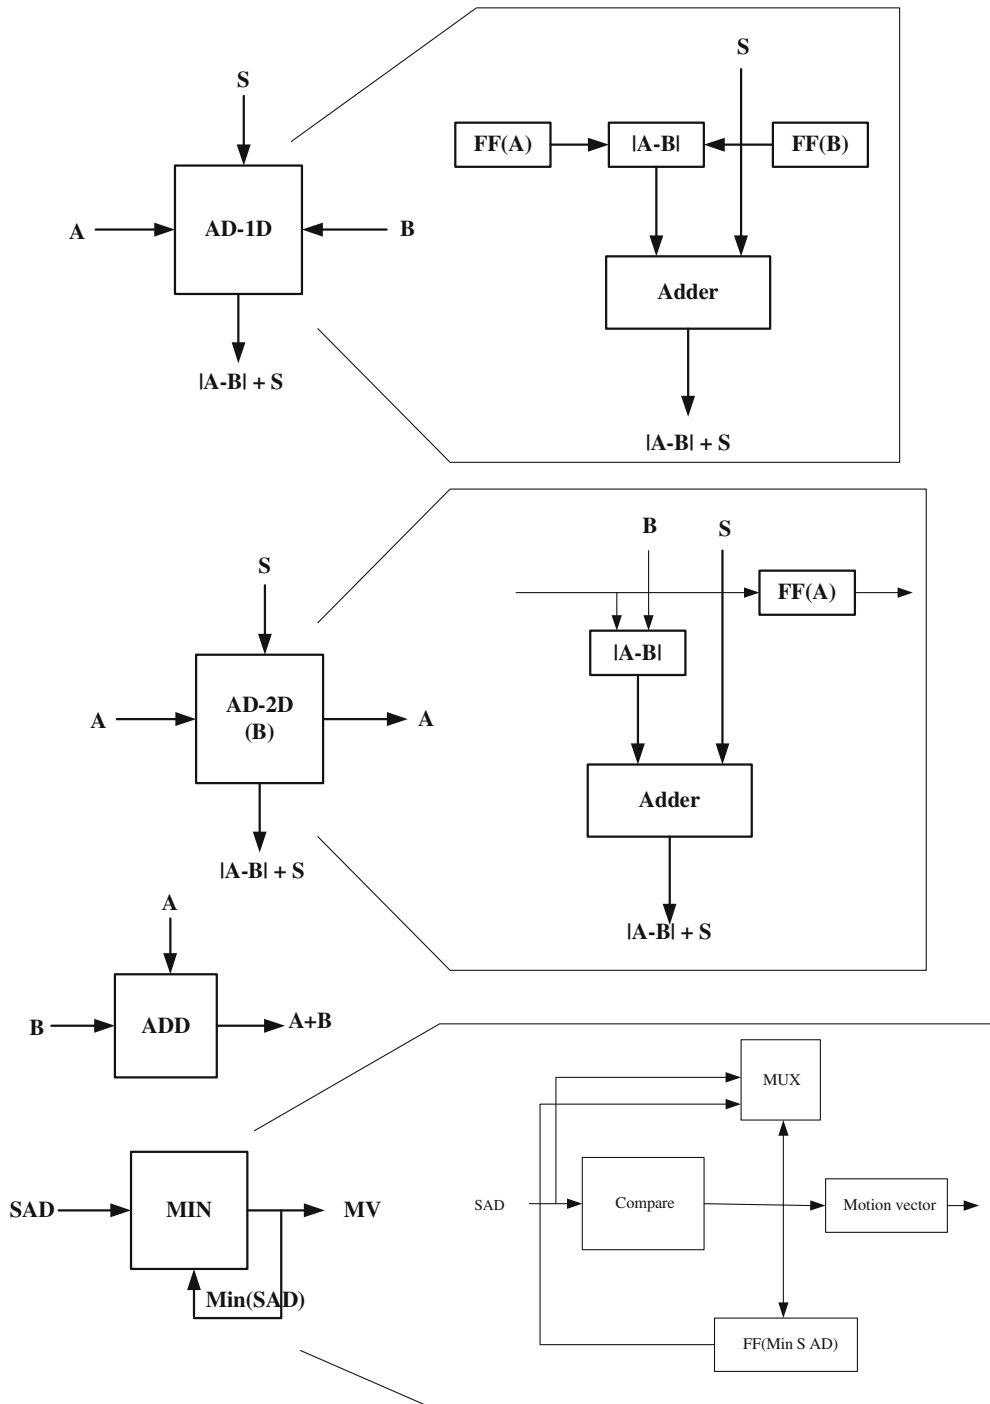 S
A
AD-1D
B
|A-B| + S
S
FF(A)
|A-B|
FF(B)
Adder
|A-B| + S
S
A
AD-2D
(B)
A
|A-B| + S
B
S
FF(A)
|A-B|
Adder
|A-B| + S
A
B
ADD
A+B
SAD
MIN
MV
Min(SAD)
MUX
SAD
Compare
Motion vector
FF(Min S AD)